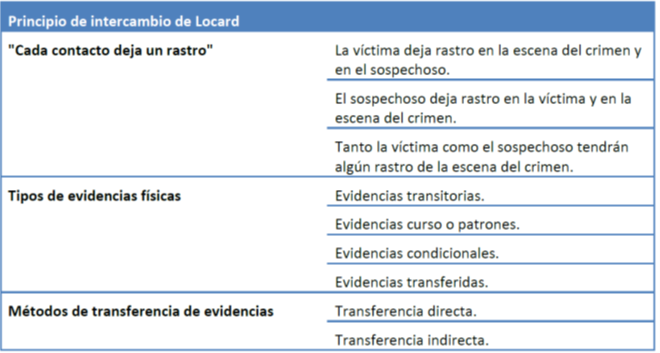 Principio de intercambio de Locard
"Cada contacto deja un rastro"
La víctima deja rastro en la escena del crimen y
en el sospechoso.
El sospechoso deja rastro en la víctima y en la
escena del crimen.
Tanto la víctima como el sospechoso tendrán
algún rastro de la escena del crimen.
Tipos de evidencias físicas
Evidencias transitorias.
Evidencias curso o patrones.
Evidencias condicionales.
Evidencias transferidas.
Métodos de transferencia de evidencias
Transferencia directa.
Transferencia indirecta.